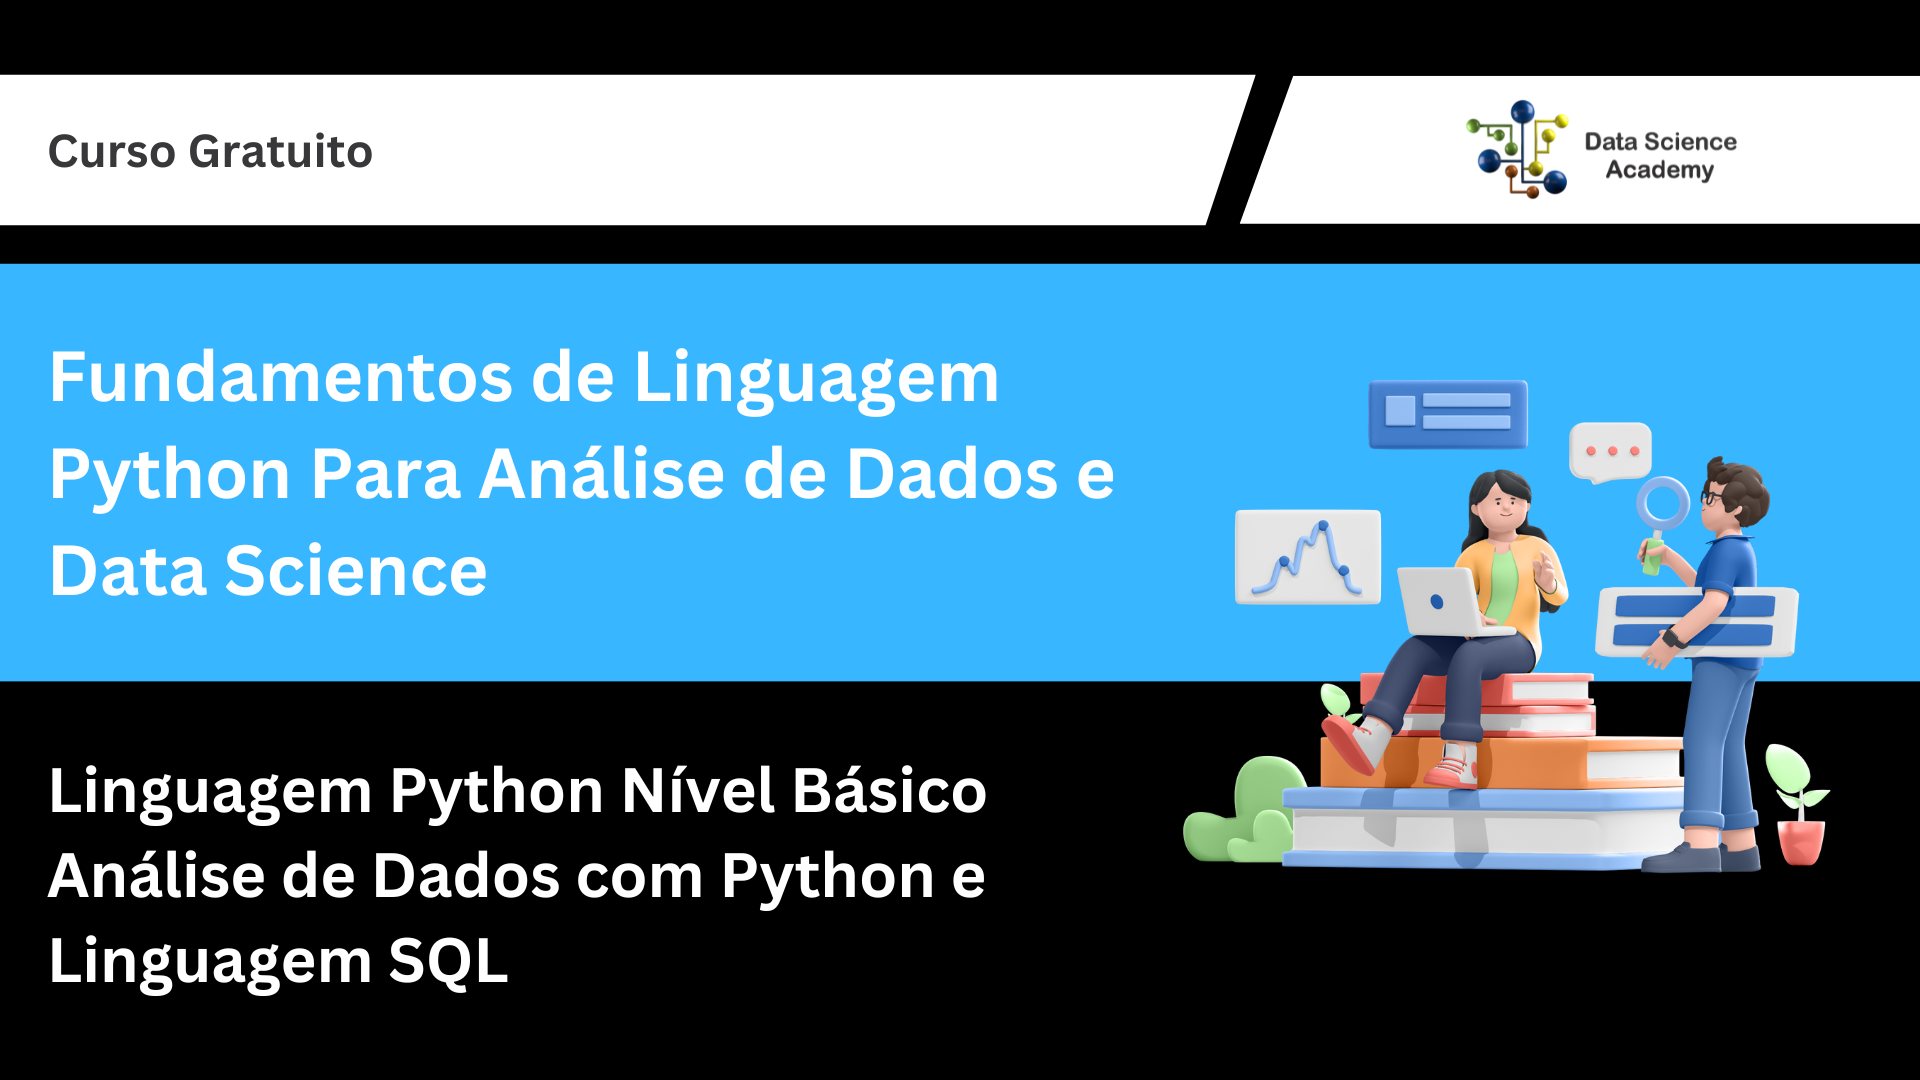 Curso Gratuito
Data Science
Academy
Fundamentos de Linguagem
Python Para Análise de Dados e
Data Science
Linguagem Python Nível Básico
Análise de Dados com Python e
Linguagem SQL